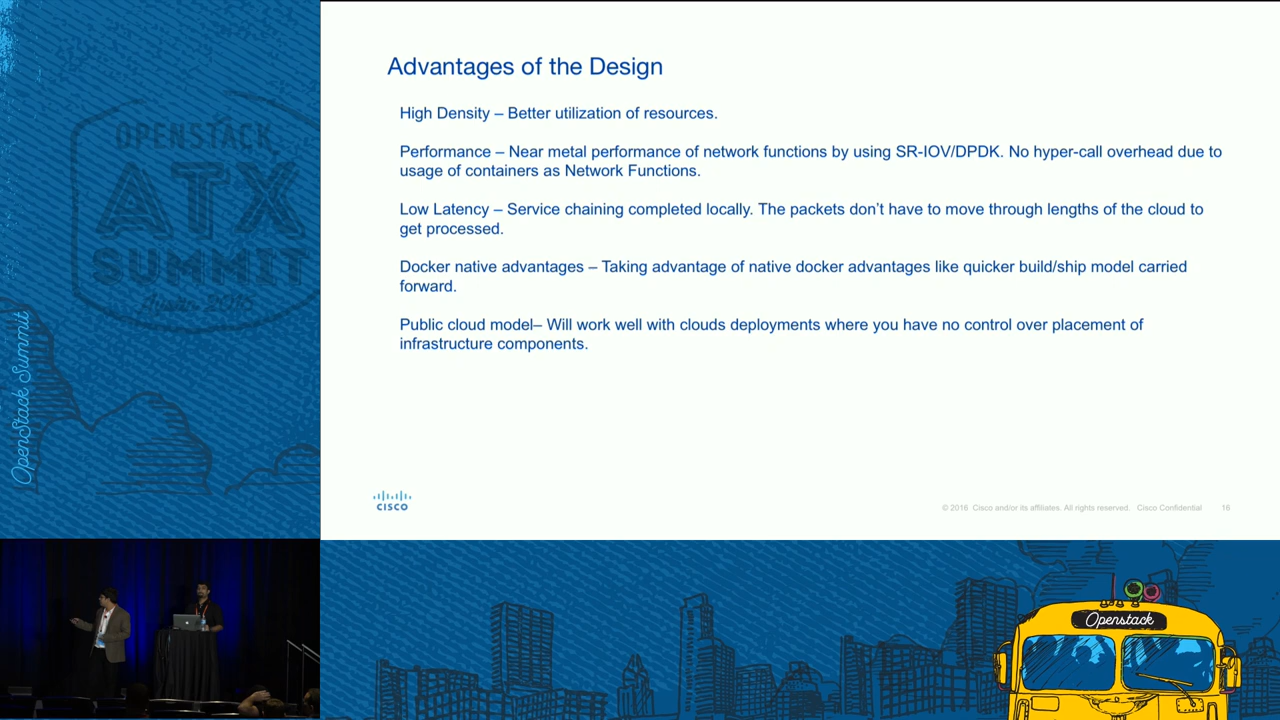 OPENSTACK
ATX
SUMMIT
Austin 2016
OpenStack Summit
Advantages of the Design
High Density – Better utilization of resources.
Performance – Near metal performance of network functions by using SR-IOV/DPDK. No hyper-call overhead due to
usage of containers as Network Functions.
Low Latency – Service chaining completed locally. The packets don’t have to move through lengths of the cloud to
get processed.
Docker native advantages – Taking advantage of native docker advantages like quicker build/ship model carried
forward.
Public cloud model– Will work well with clouds deployments where you have no control over placement of
infrastructure components.
CISCO
© 2016 Cisco and/or its affiliates. All rights reserved. Cisco Confidential 16
Openstack